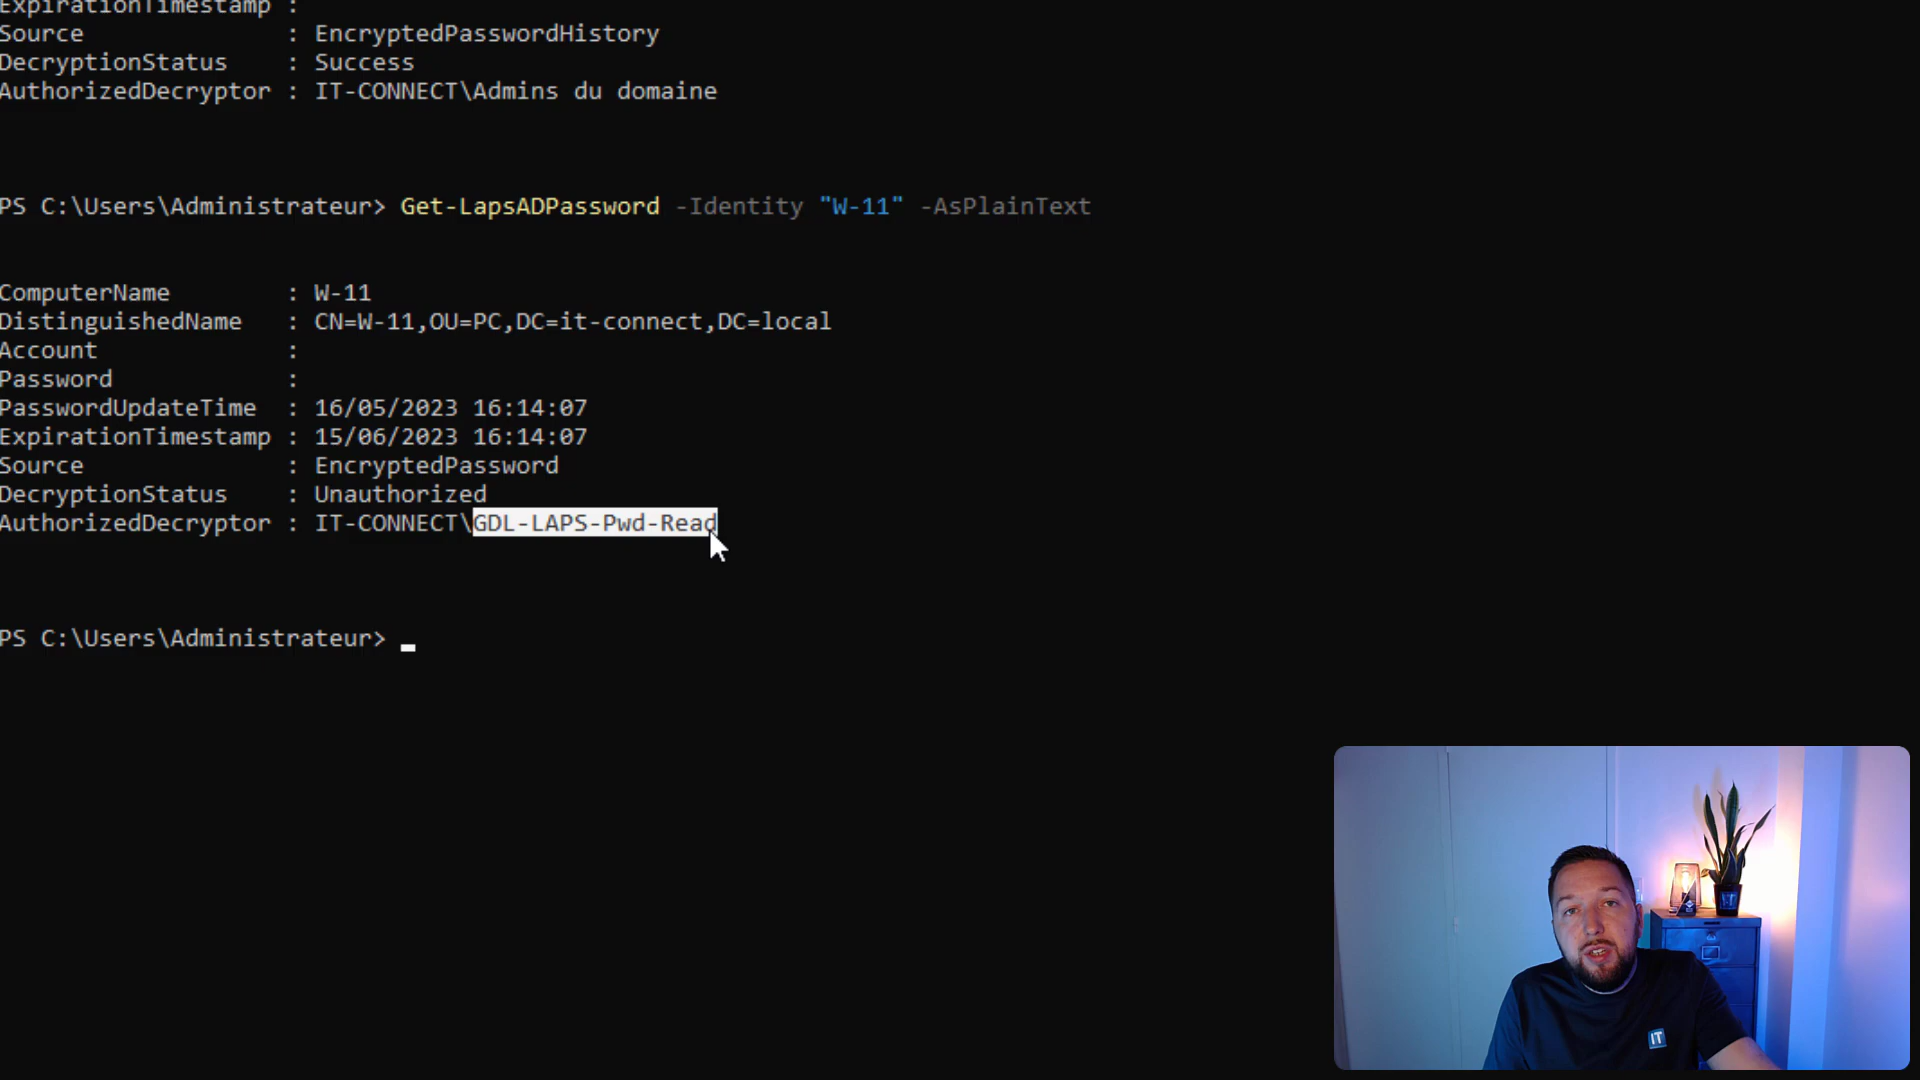 ExpirationTimestamp :
Source : EncryptedPasswordHistory
DecryptionStatus : Success
AuthorizedDecryptor : IT-CONNECT\Admins du domaine
PS C:\Users\Administrateur> Get-LapsADPassword -Identity "W-11" -AsPlainText
ComputerName : W-11
DistinguishedName : CN=W-11,OU=PC,DC=it-connect,DC=local
Account :
Password :
PasswordUpdateTime : 16/05/2023 16:14:07
ExpirationTimestamp : 15/06/2023 16:14:07
Source : EncryptedPassword
DecryptionStatus : Unauthorized
AuthorizedDecryptor : IT-CONNECT\GDL-LAPS-Pwd-Read
PS C:\Users\Administrateur>
IT